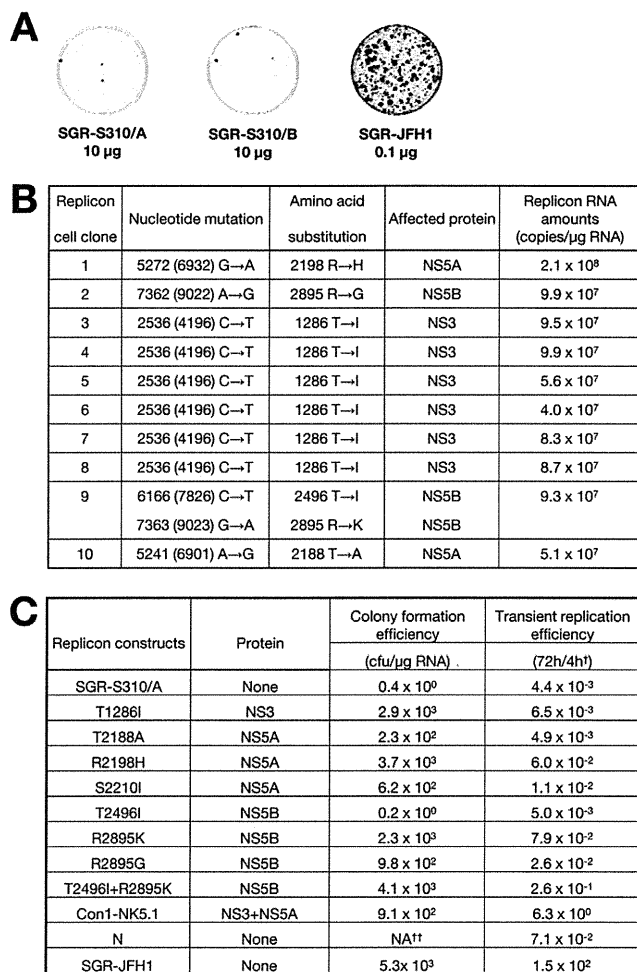 A
SGR-S310/A
10 µg
SGR-S310/B
10 µg
SGR-JFH1
0.1 µg
B
Replicon cell clone | Nucleotide mutation | Amino acid substitution | Affected protein | Replicon RNA amounts (copies/µg RNA)
1 | 5272 (6932) G→A | 2198 R→H | NS5A | 2.1 x 10⁸
2 | 7362 (9022) A→G | 2895 R→G | NS5B | 9.9 x 10⁷
3 | 2536 (4196) C→T | 1286 T→I | NS3 | 9.5 x 10⁷
4 | 2536 (4196) C→T | 1286 T→I | NS3 | 9.9 x 10⁷
5 | 2536 (4196) C→T | 1286 T→I | NS3 | 5.6 x 10⁷
6 | 2536 (4196) C→T | 1286 T→I | NS3 | 4.0 x 10⁷
7 | 2536 (4196) C→T | 1286 T→I | NS3 | 8.3 x 10⁷
8 | 2536 (4196) C→T | 1286 T→I | NS3 | 8.7 x 10⁷
9 | 6166 (7826) C→T | 2496 T→I | NS5B | 9.3 x 10⁷
7363 (9023) G→A | 2895 R→K | NS5B
10 | 5241 (6901) A→G | 2188 T→A | NS5A | 5.1 x 10⁷
C
Replicon constructs | Protein | Colony formation efficiency (cfu/µg RNA) | Transient replication efficiency (72h/4h†)
SGR-S310/A | None | 0.4 x 10⁰ | 4.4 x 10⁻³
T1286I | NS3 | 2.9 x 10³ | 6.5 x 10⁻³
T2188A | NS5A | 2.3 x 10² | 4.9 x 10⁻³
R2198H | NS5A | 3.7 x 10³ | 6.0 x 10⁻²
S2210I | NS5A | 6.2 x 10² | 1.1 x 10⁻²
T2496I | NS5B | 0.2 x 10⁰ | 5.0 x 10⁻³
R2895K | NS5B | 2.3 x 10³ | 7.9 x 10⁻²
R2895G | NS5B | 9.8 x 10² | 2.6 x 10⁻²
T2496I+R2895K | NS5B | 4.1 x 10³ | 2.6 x 10⁻¹
Con1-NK5.1 | NS3+NS5A | 9.1 x 10² | 6.3 x 10⁰
N | None | NA†† | 7.1 x 10⁻²
SGR-JFH1 | None | 5.3x 10³ | 1.5 x 10²